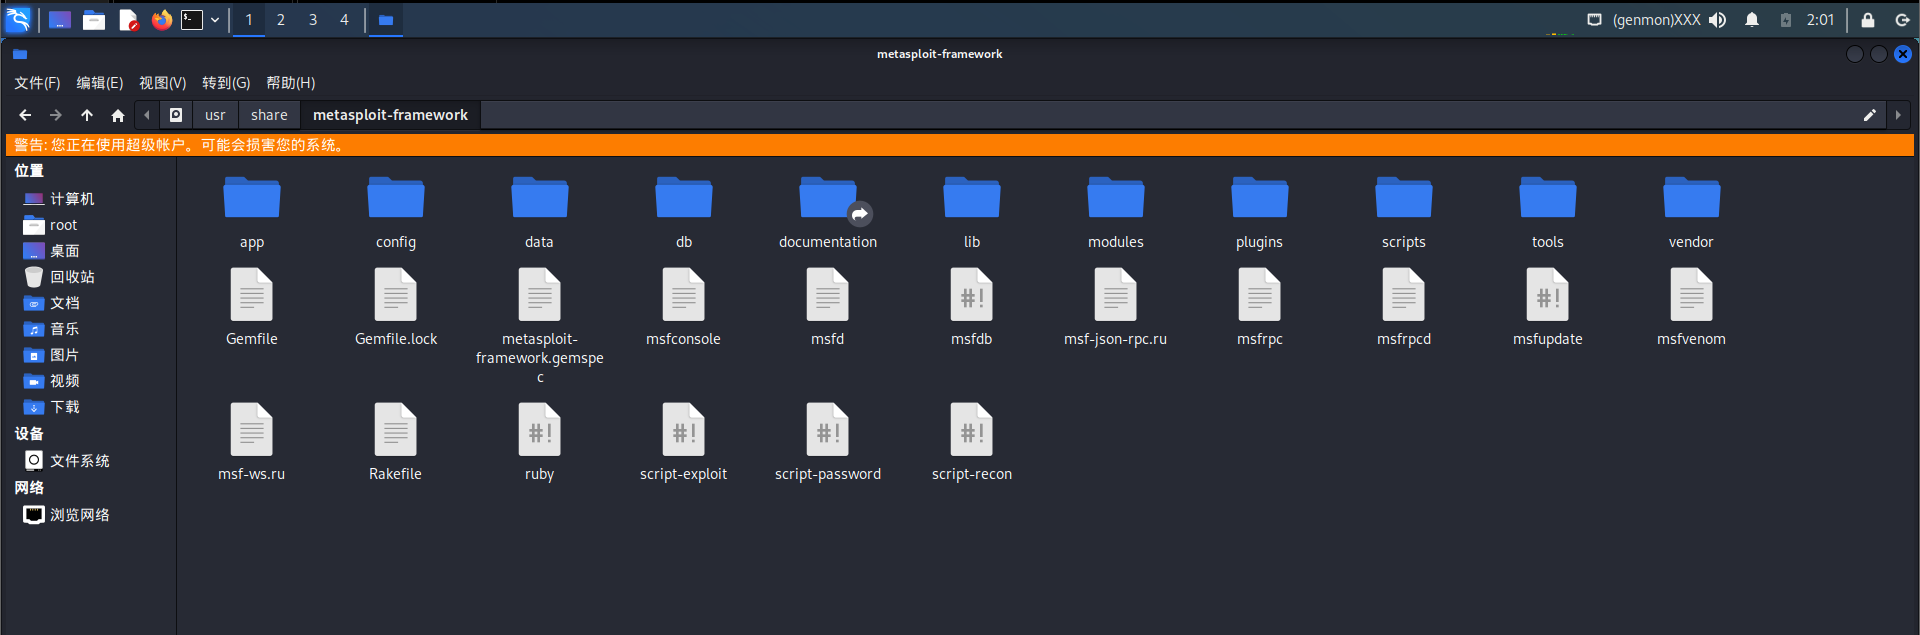 1 2 3 4 (genmon)XXX 2:01
metasploit-framework
文件(F) 编辑(E) 视图(V) 转到(G) 帮助(H)
usr share metasploit-framework
警告: 您正在使用超级帐户。可能会损害您的系统。
位置
计算机
root
桌面
回收站
文档
音乐
图片
视频
下载
设备
文件系统
网络
浏览网络
app config data db documentation lib modules plugins scripts tools vendor
Gemfile Gemfile.lock metasploit- msfconsole msfd msfdb msf-json-rpc.ru msfrpc msfrpcd msfupdate msfvenom
framework.gemspe
c
msf-ws.ru Rakefile ruby script-exploit script-password script-recon